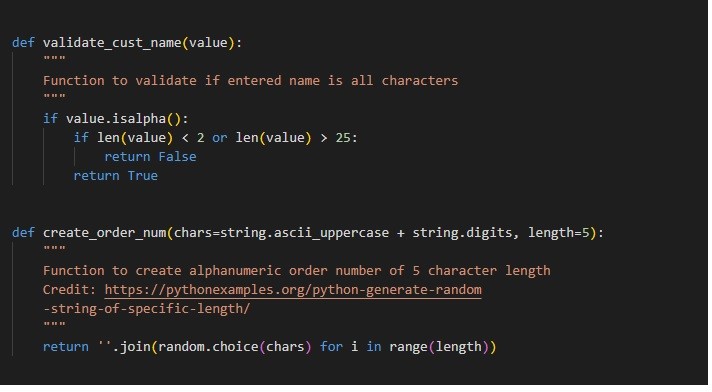 def validate_cust_name(value):
    """
    Function to validate if entered name is all characters
    """
    if value.isalpha():
        if len(value) < 2 or len(value) > 25:
            return False
        return True
def create_order_num(chars=string.ascii_uppercase + string.digits, length=5):
    """
    Function to create alphanumeric order number of 5 character length
    Credit: https://pythonexamples.org/python-generate-random
    -string-of-specific-length/
    """
    return ''.join(random.choice(chars) for i in range(length))